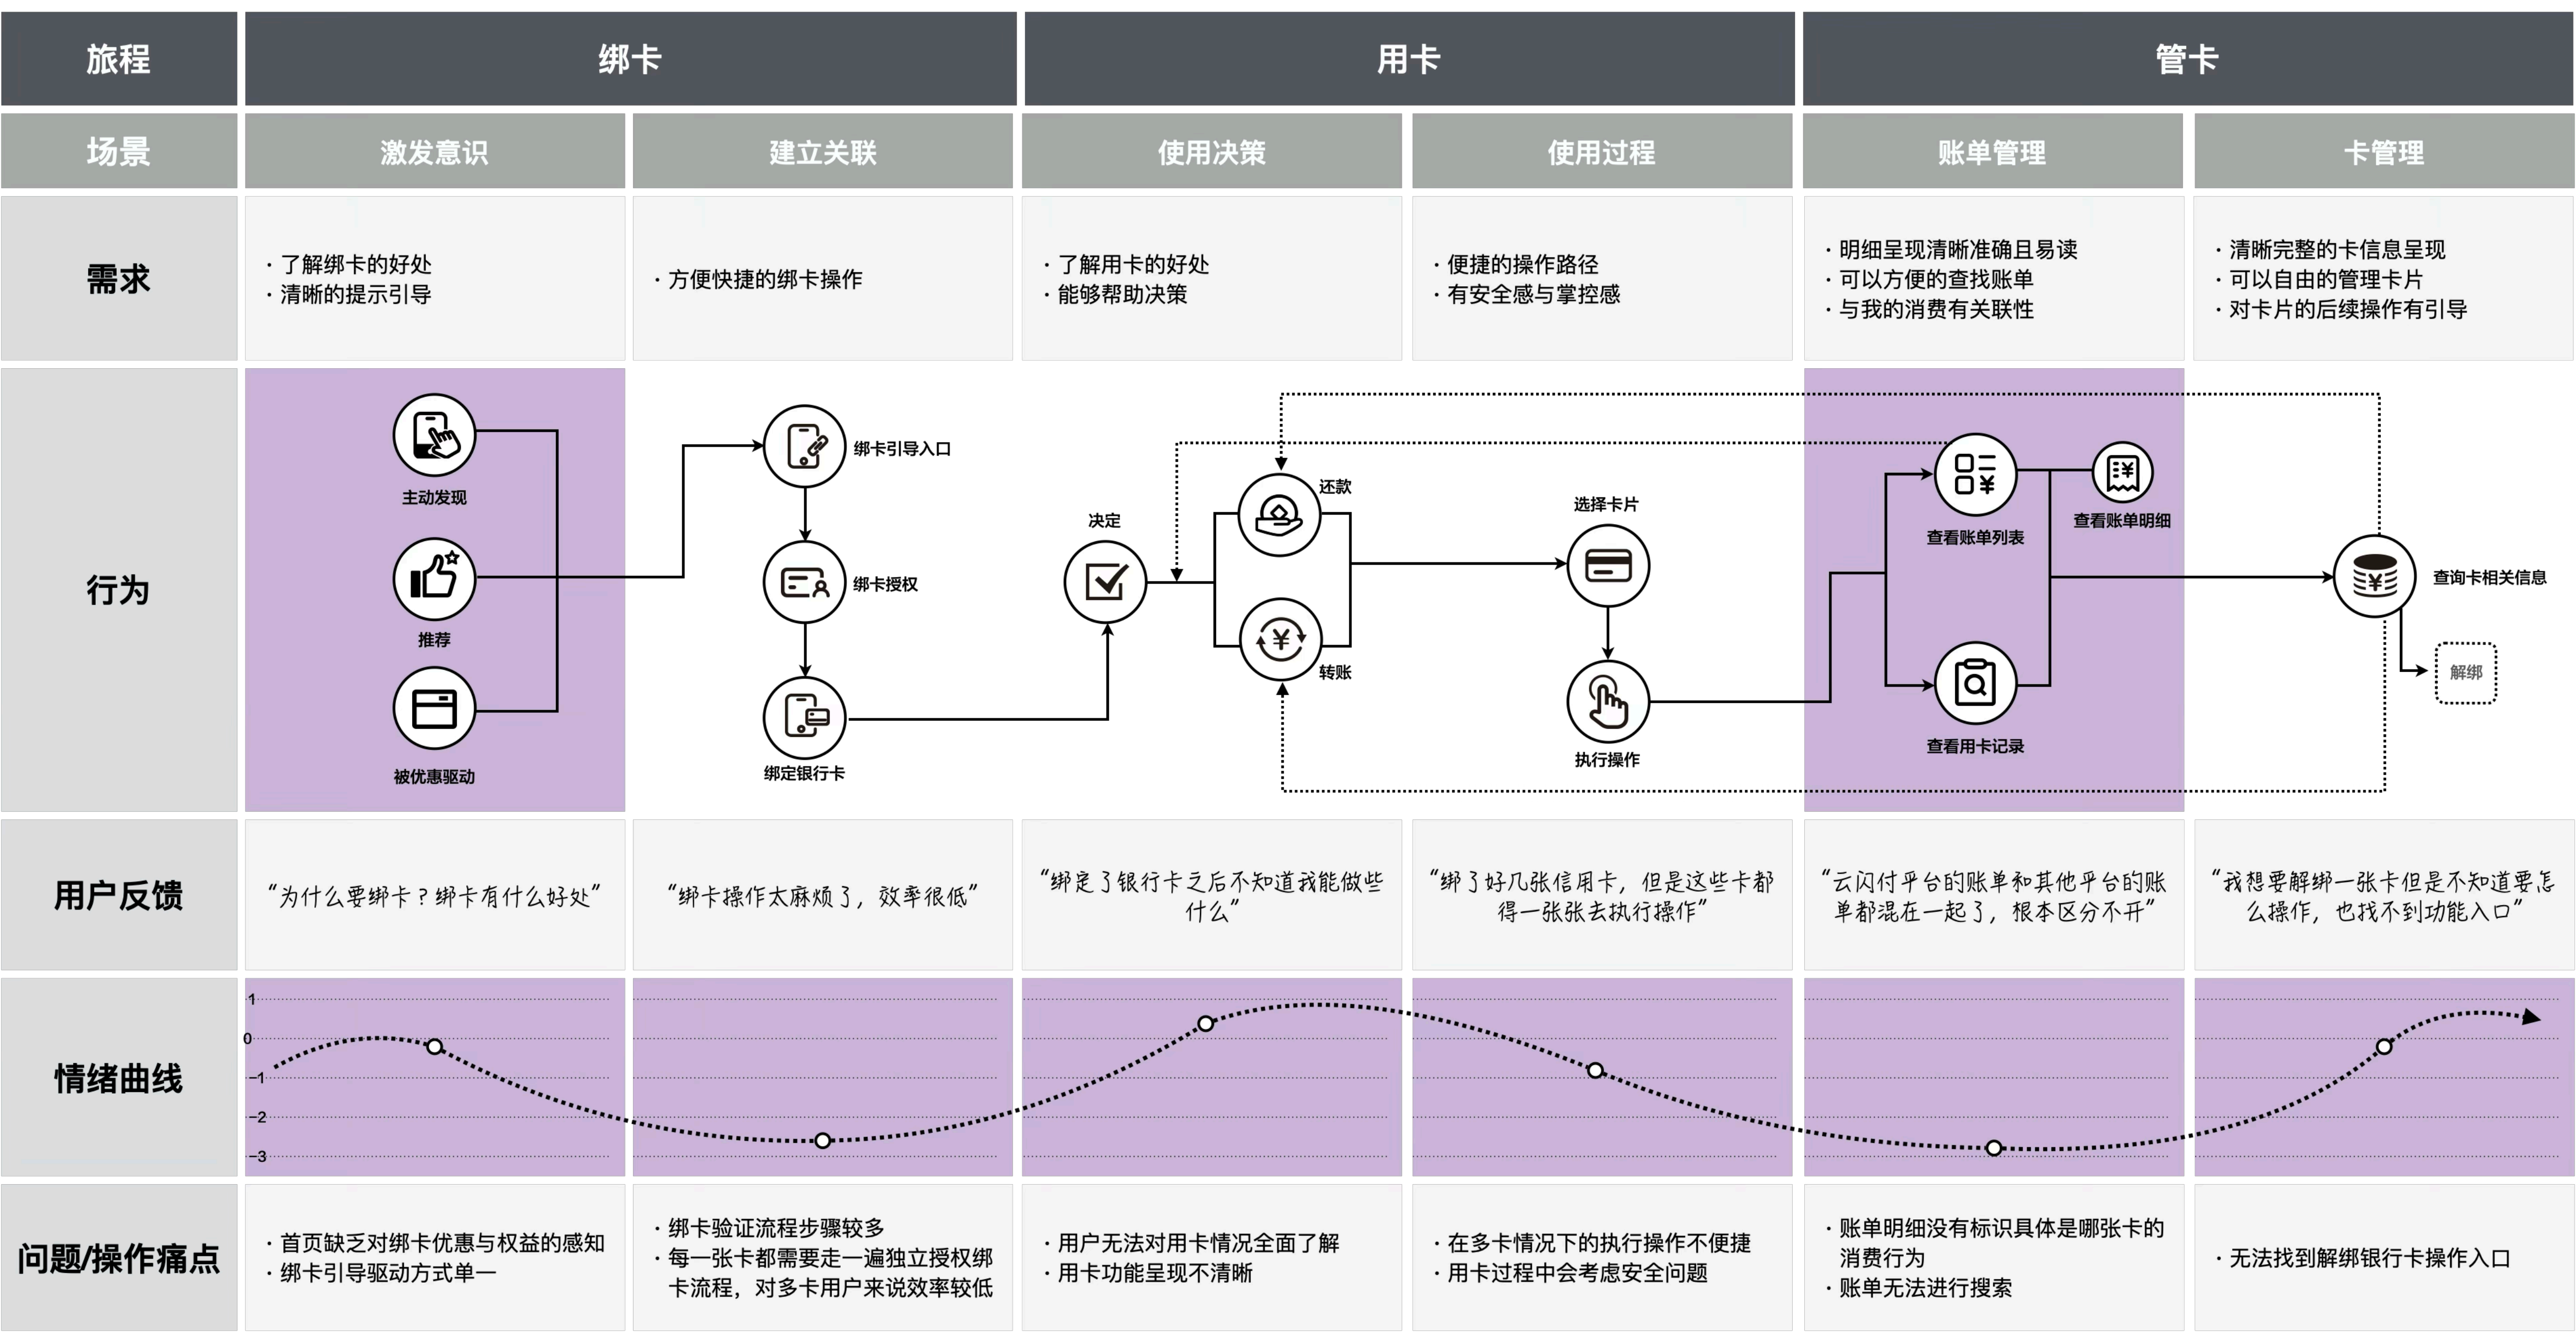 旅程
绑卡
用卡
管卡
场景
激发意识
建立关联
使用决策
使用过程
账单管理
卡管理
需求
· 了解绑卡的好处
· 清晰的提示引导
· 方便快捷的绑卡操作
· 了解用卡的好处
· 能够帮助决策
· 便捷的操作路径
· 有安全感与掌控感
· 明细呈现清晰准确且易读
· 可以方便的查找账单
· 与我的消费有关联性
· 清晰完整的卡信息呈现
· 可以自由的管理卡片
· 对卡片的后续操作有引导
行为
主动发现
推荐
被优惠驱动
绑卡引导入口
绑卡授权
绑定银行卡
决定
还款
转账
选择卡片
执行操作
查看账单列表
查看账单明细
查看用卡记录
查询卡相关信息
解绑
用户反馈
“为什么要绑卡？绑卡有什么好处”
“绑卡操作太麻烦了，效率很低”
“绑定了银行卡之后不知道我能做些
什么”
“绑了好几张信用卡，但是这些卡都
得一张张去执行操作”
“云闪付平台的账单和其他平台的账
单都混在一起了，根本区分不开”
“我想要解绑一张卡但是不知道要怎
么操作，也找不到功能入口”
情绪曲线
1
0
−1
−2
−3
问题/操作痛点
· 首页缺乏对绑卡优惠与权益的感知
· 绑卡引导驱动方式单一
· 绑卡验证流程步骤较多
· 每一张卡都需要走一遍独立授权绑
卡流程，对多卡用户来说效率较低
· 用户无法对用卡情况全面了解
· 用卡功能呈现不清晰
· 在多卡情况下的执行操作不便捷
· 用卡过程中会考虑安全问题
· 账单明细没有标识具体是哪张卡的
消费行为
· 账单无法进行搜索
· 无法找到解绑银行卡操作入口